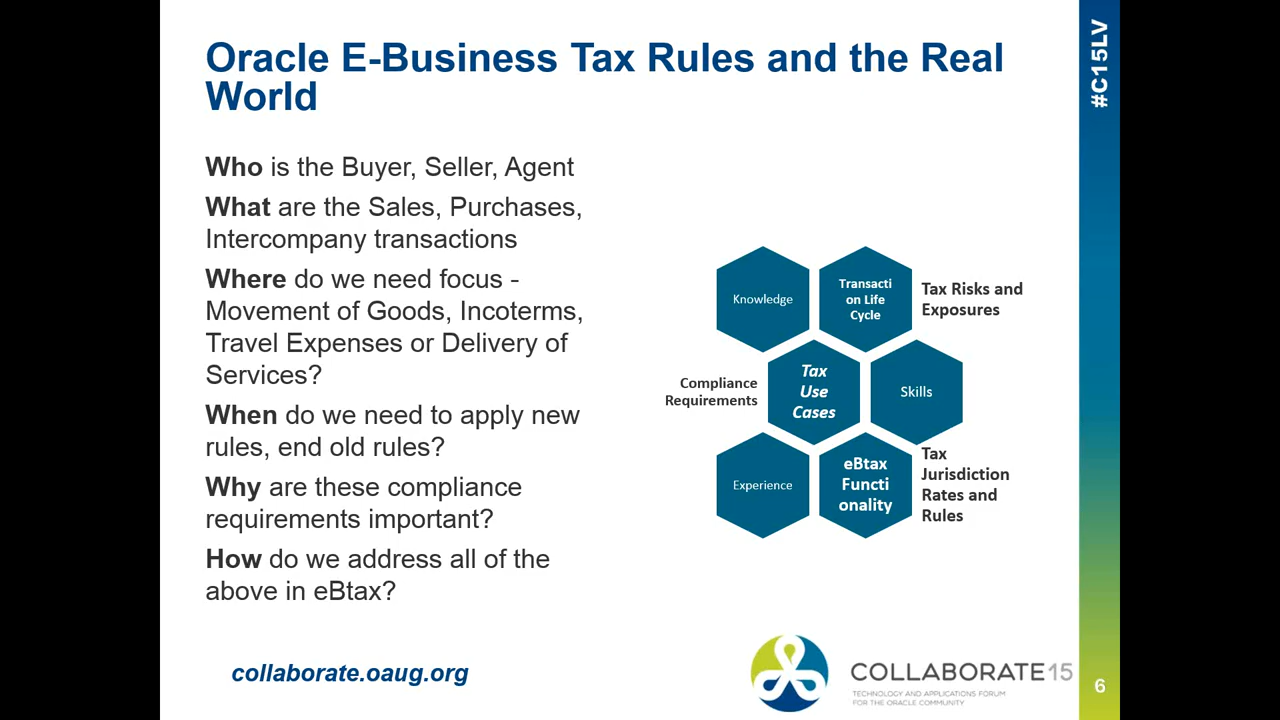 Oracle E-Business Tax Rules and the Real
World
#C15LV
Who is the Buyer, Seller, Agent
What are the Sales, Purchases,
Intercompany transactions
Where do we need focus -
Movement of Goods, Incoterms,
Travel Expenses or Delivery of
Services?
When do we need to apply new
rules, end old rules?
Why are these compliance
requirements important?
How do we address all of the
above in eBtax?
Knowledge
Transacti
on Life
Cycle
Tax Risks and
Exposures
Compliance
Requirements
Tax
Use
Cases
Skills
Experience
eBtax
Functi
onality
Tax
Jurisdiction
Rates and
Rules
collaborate.oaug.org
COLLABORATE15
TECHNOLOGY AND APPLICATIONS FORUM
FOR THE ORACLE COMMUNITY
6